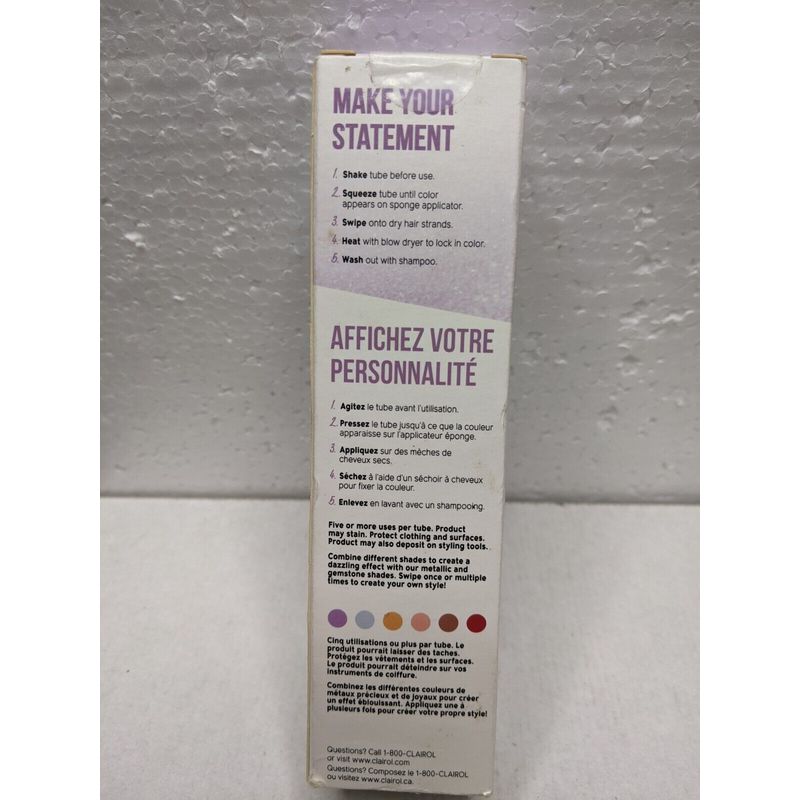 MAKE YOUR
STATEMENT
1. Shake tube before use.
2. Squeeze tube until color
appears on sponge applicator.
3. Swipe onto dry hair strands.
4. Heat with blow dryer to lock in color.
5. Wash out with shampoo.
AFFICHEZ VOTRE
PERSONNALITÉ
1. Agitez le tube avant l'utilisation.
2. Pressez le tube jusqu'à ce que la couleur
apparaisse sur l'applicateur éponge.
3. Appliquez sur des mèches de
cheveux secs.
4. Séchez à l'aide d'un séchoir à cheveux
pour fixer la couleur.
5. Enlevez en lavant avec un shampooing.
Five or more uses per tube. Product
may stain. Protect clothing and surfaces.
Product may also deposit on styling tools.
Combine different shades to create a
dazzling effect with our metallic and
gemstone shades. Swipe once or multiple
times to create your own style!
Cinq utilisations ou plus par tube. Le
produit pourrait laisser des taches.
Protégez les vêtements et les surfaces.
Le produit pourrait déteindre sur vos
instruments de coiffure.
Combinez les différentes couleurs de
métaux précieux et de joyaux pour créer
un effet éblouissant. Appliquez une à
plusieurs fois pour créer votre propre style!
Questions? Call 1-800-CLAIROL
or visit www.clairol.com
Questions? Composez le 1-800-CLAIROL
ou visitez www.clairol.ca.